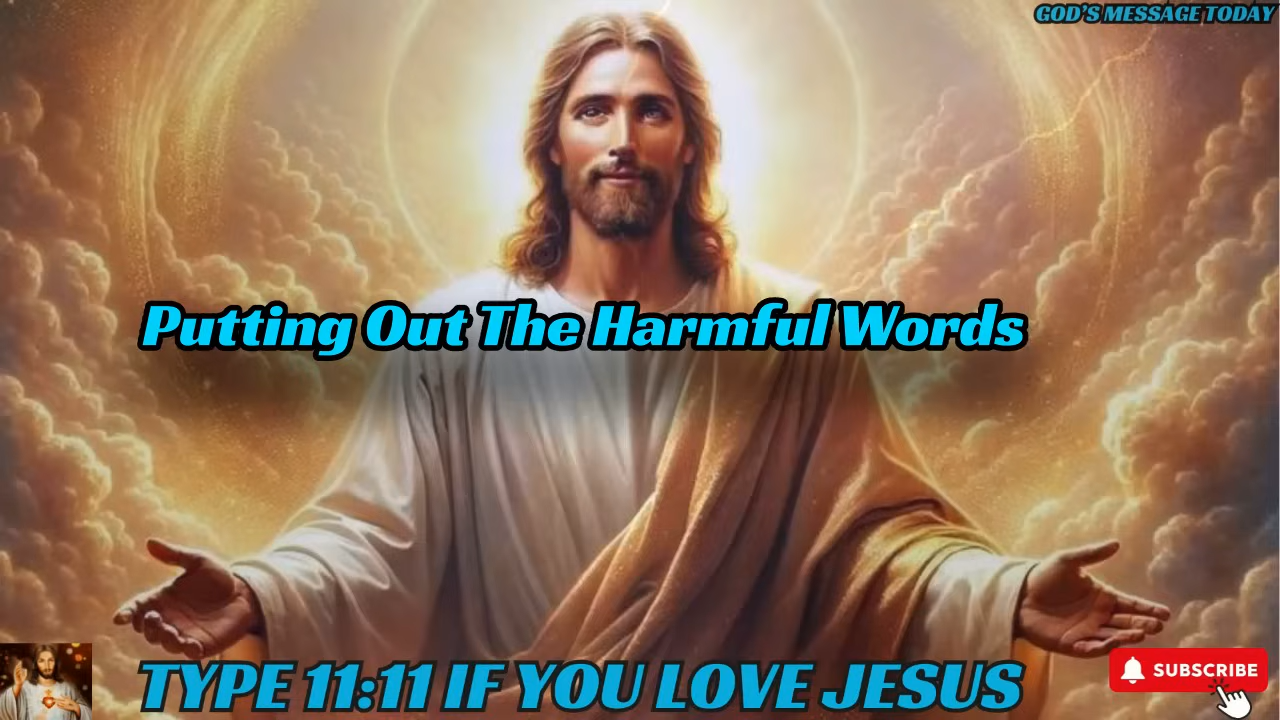 GOD'S MESSAGE TODAY
Putting Out The Harmful Words
TYPE 11:11 IF YOU LOVE JESUS
SUBSCRIBE